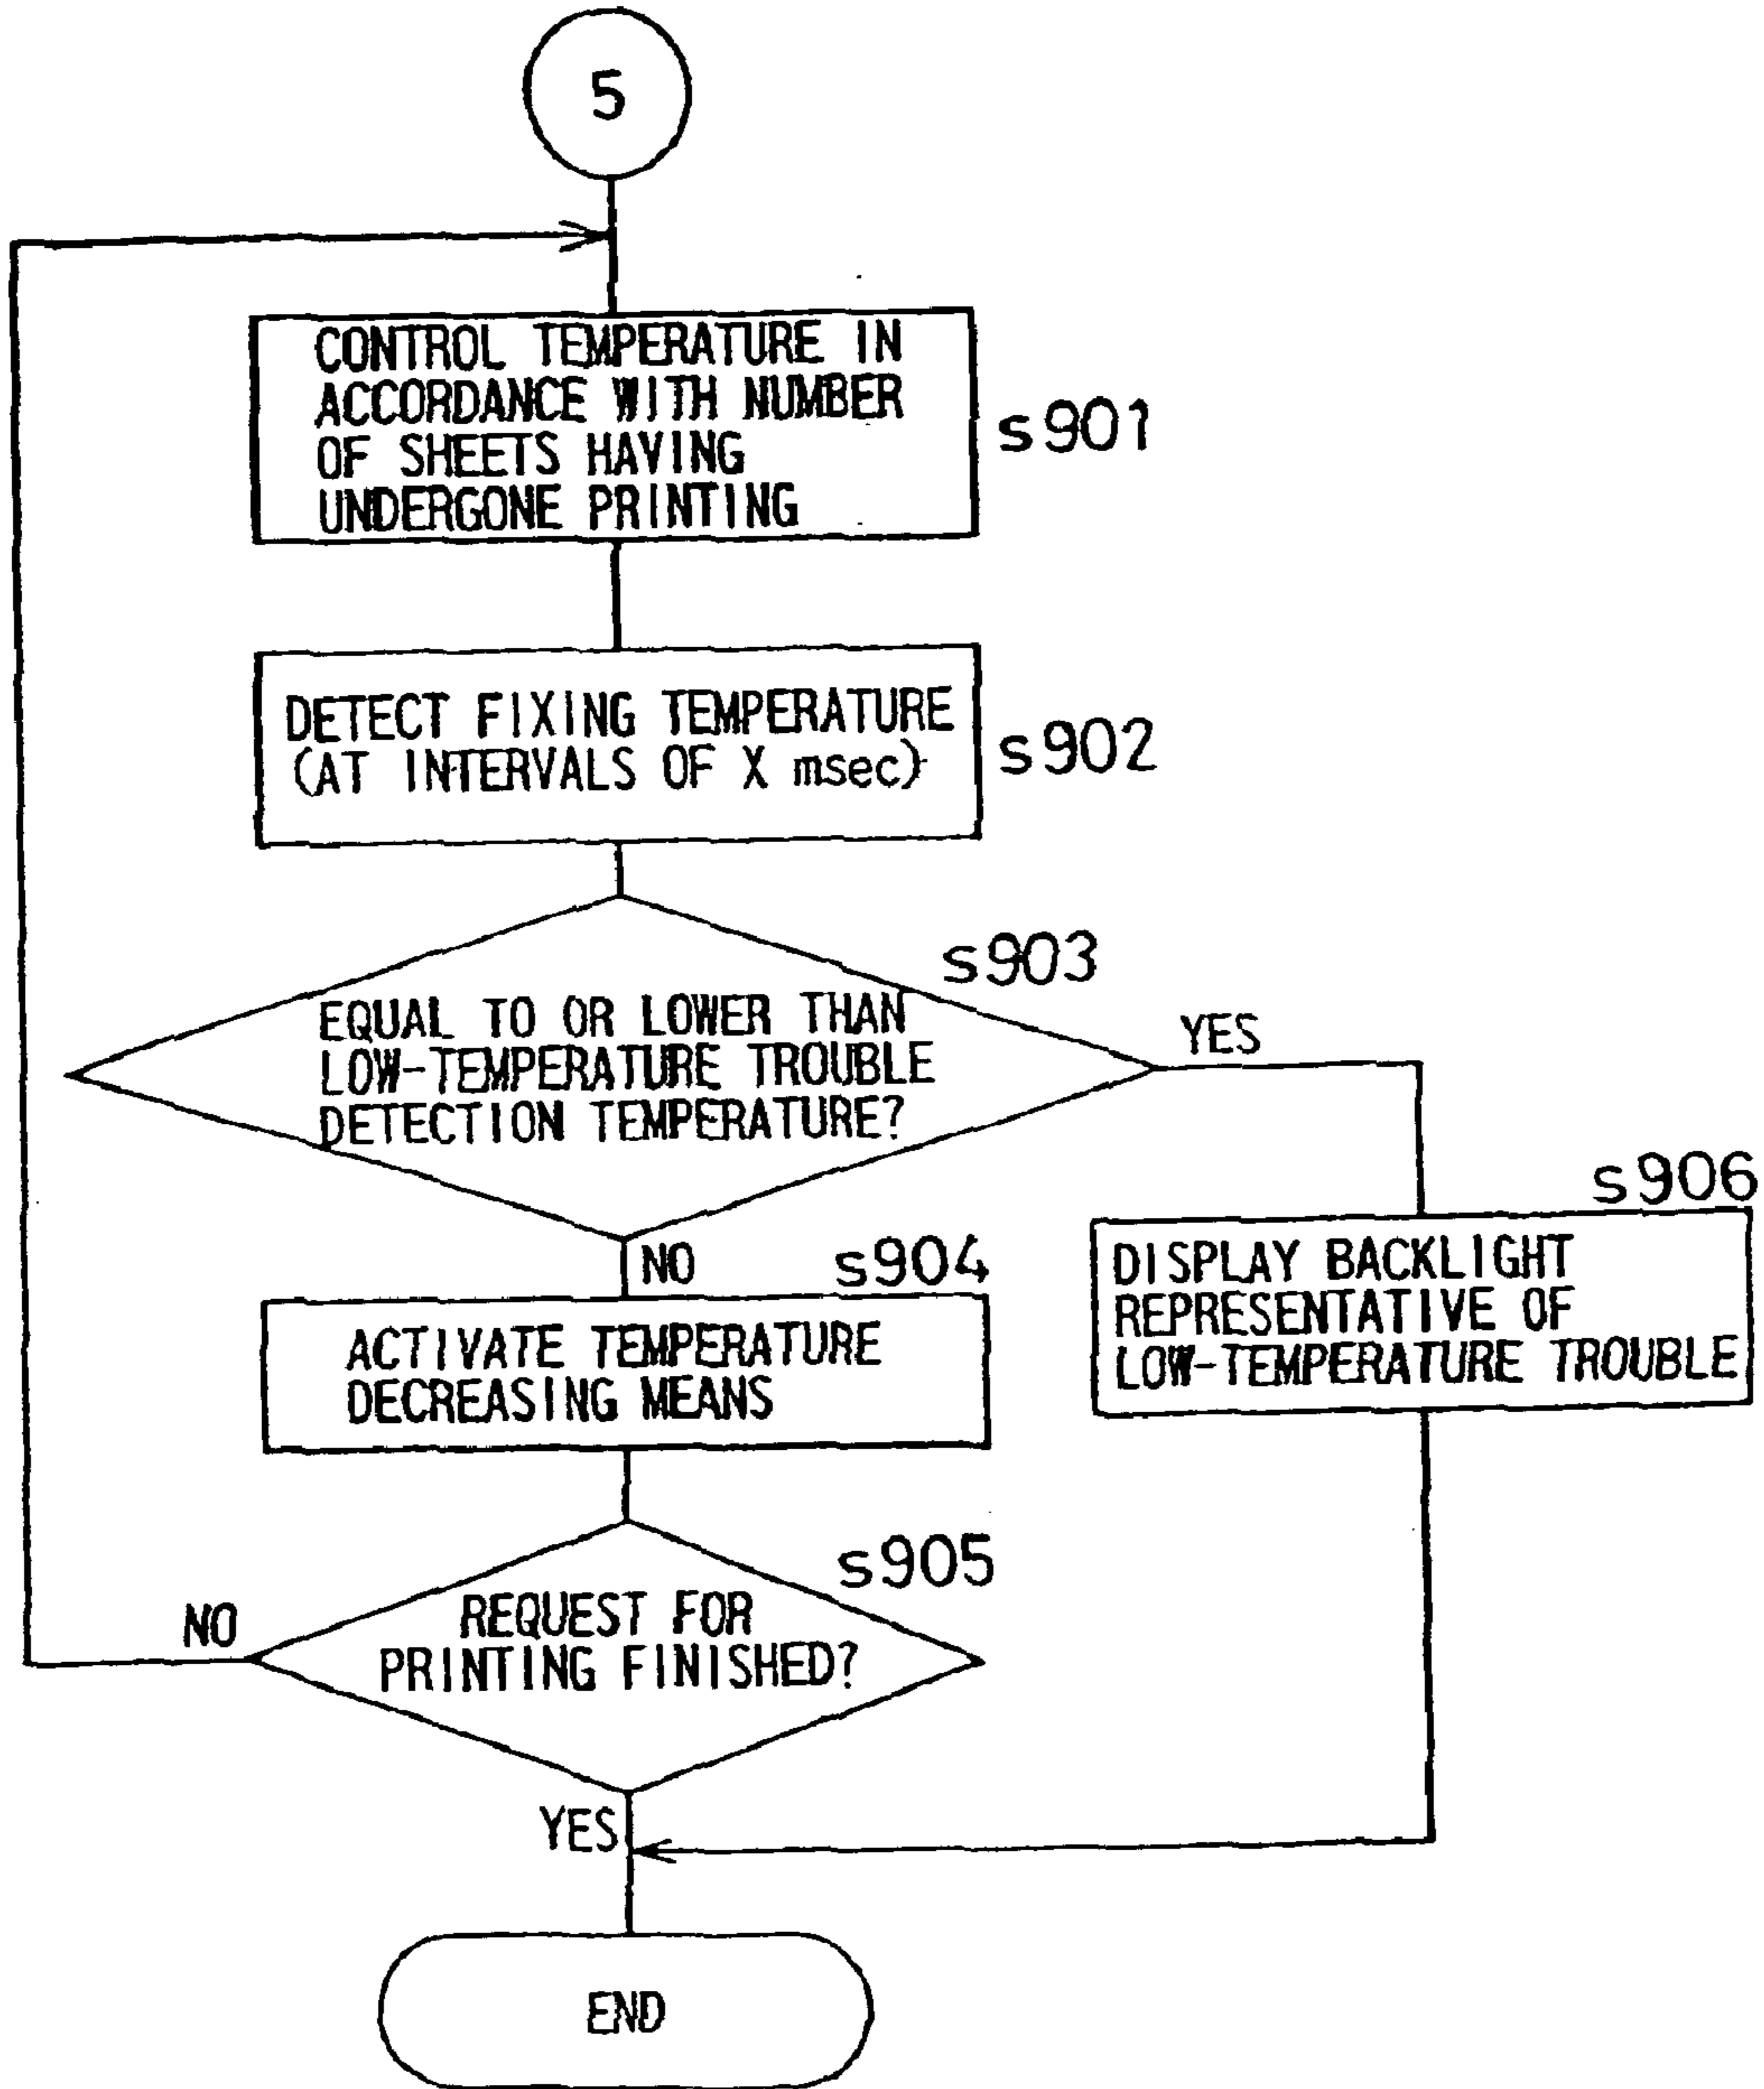 5
CONTROL TEMPERATURE IN
ACCORDANCE WITH NUMBER
OF SHEETS HAVING
UNDERGONE PRINTING
s901
DETECT FIXING TEMPERATURE
(AT INTERVALS OF X msec)
s902
s903
EQUAL TO OR LOWER THAN
LOW-TEMPERATURE TROUBLE
DETECTION TEMPERATURE?
YES
NO
s904
ACTIVATE TEMPERATURE
DECREASING MEANS
s906
DISPLAY BACKLIGHT
REPRESENTATIVE OF
LOW-TEMPERATURE TROUBLE
s905
REQUEST FOR
PRINTING FINISHED?
NO
YES
END